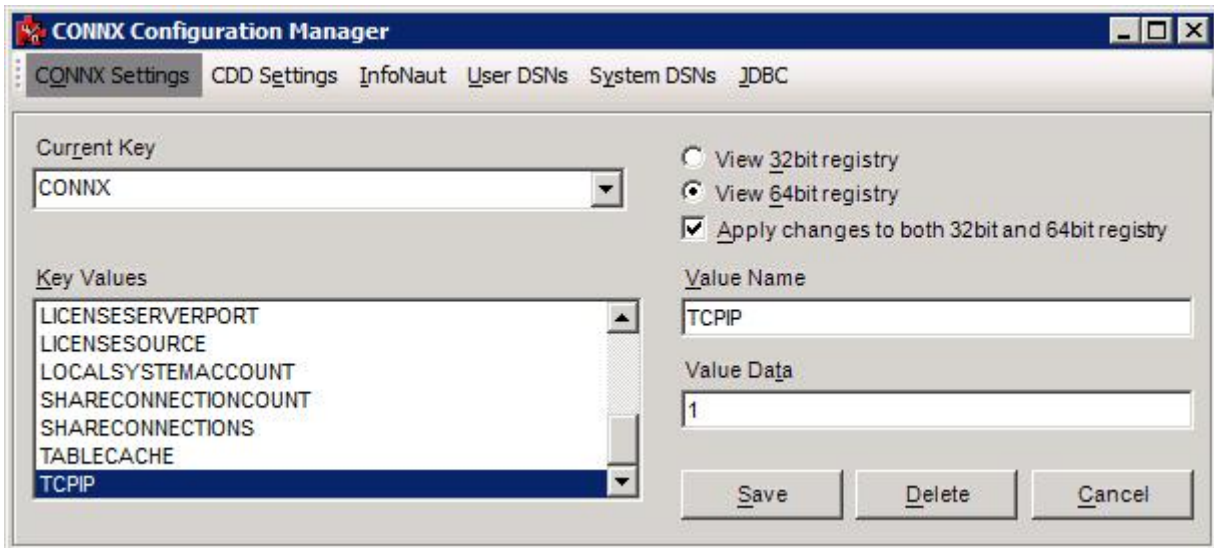 CONNX Configuration Manager
CONNX Settings CDD Settings InfoNaut User DSNs System DSNs JDBC
Current Key
CONNX
View 32bit registry
View 64bit registry
Apply changes to both 32bit and 64bit registry
Key Values
LICENSESERVERPORT
LICENSESOURCE
LOCALSYSTEMACCOUNT
SHARECONNECTIONCOUNT
SHARECONNECTIONS
TABLECACHE
TCPIP
Value Name
TCPIP
Value Data
1
Save Delete Cancel